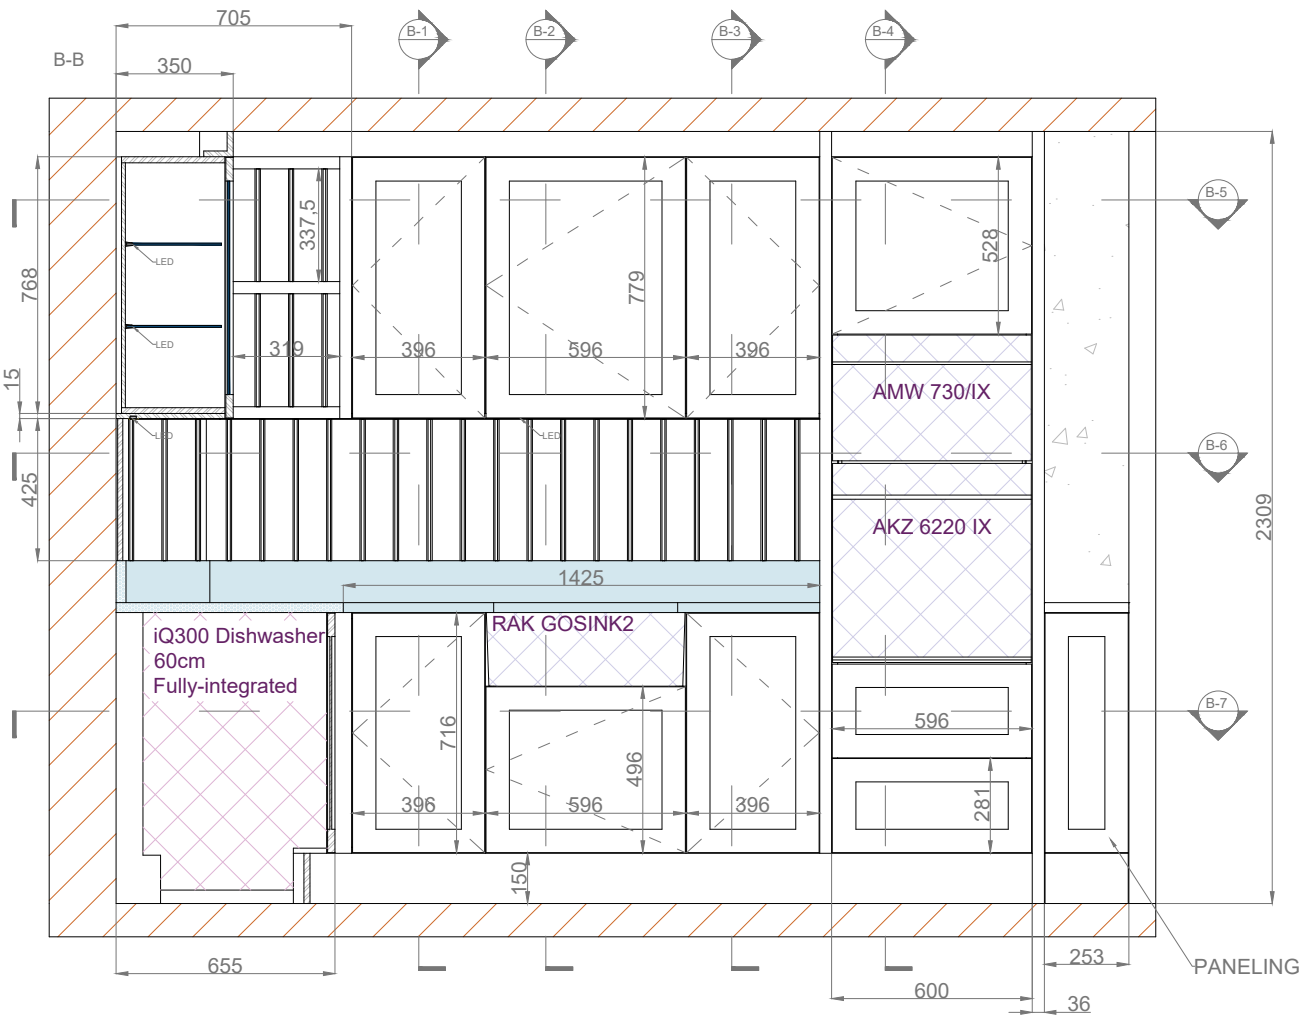 705
B-1
B-2
B-3
B-4
B-B
350
B-5
337,5
528
768
LED
779
LED
319
396
596
396
15
AMW 730/IX
LED
LED
B-6
425
2309
AKZ 6220 IX
1425
RAK GOSINK2
iQ300 Dishwasher
60cm
Fully-integrated
B-7
716
596
496
396
596
396
281
150
655
253
PANELING
600
36